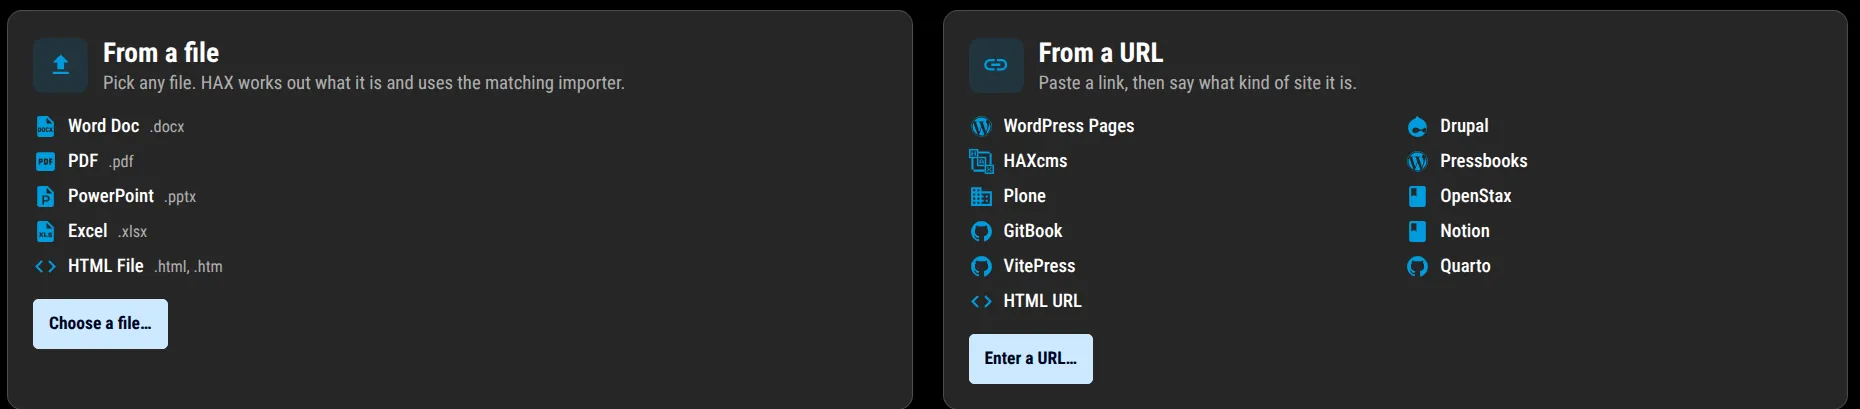 From a file
Pick any file. HAX works out what it is and uses the matching importer.
DOCX Word Doc .docx
PDF PDF .pdf
P PowerPoint .pptx
XLS Excel .xlsx
HTML File .html, .htm
Choose a file...
From a URL
Paste a link, then say what kind of site it is.
WordPress Pages
HAXcms
Plone
GitBook
VitePress
HTML URL
Drupal
Pressbooks
OpenStax
Notion
Quarto
Enter a URL...